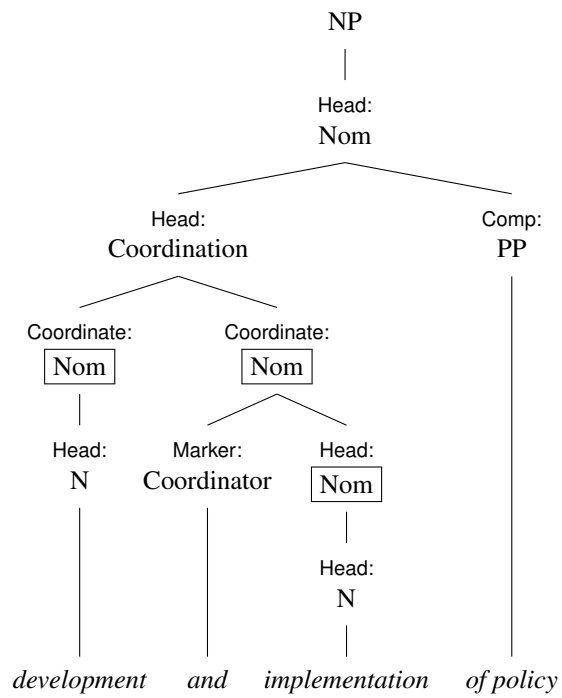 NP
Head:
Nom
Head:
Coordination
Comp:
PP
Coordinate:
Nom
Coordinate:
Nom
Head:
N
Marker:
Coordinator
Head:
Nom
Head:
N
development and implementation of policy